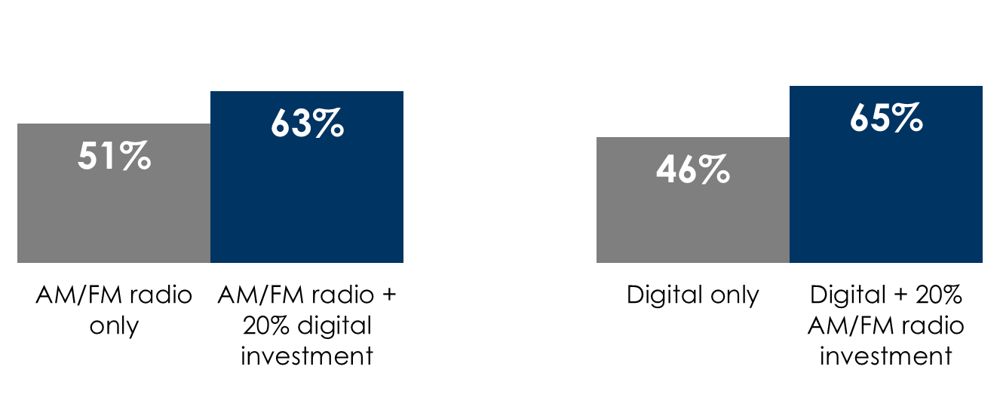 51%
63%
46%
65%
AM/FM radio
only
AM/FM radio +
20% digital
investment
Digital only
Digital + 20%
AM/FM radio
investment